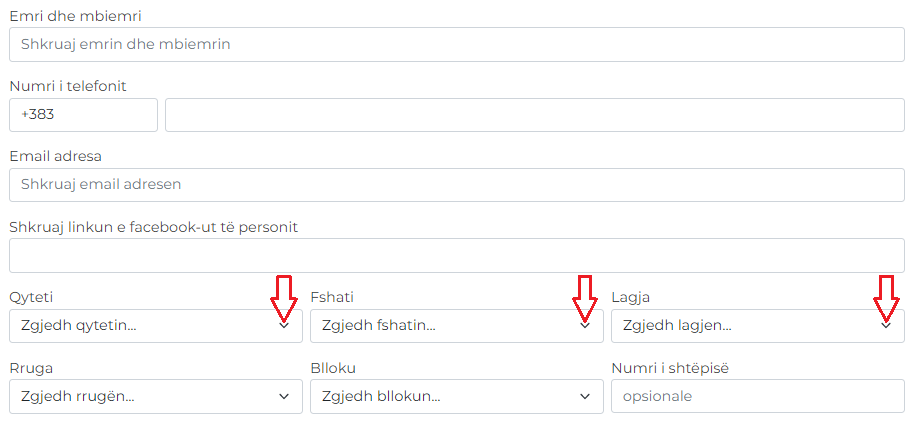 Emri dhe mbiemri
Shkruaj emrin dhe mbiemrin
Numri i telefonit
+383
Email adresa
Shkruaj email adresen
Shkruaj linkun e facebook-ut të personit
Qyteti Fshati Lagja
Zgjedh qytetin... Zgjedh fshatin... Zgjedh lagjen...
Rruga Blloku Numri i shtëpisë
Zgjedh rrugën... Zgjedh bllokun... opsionale